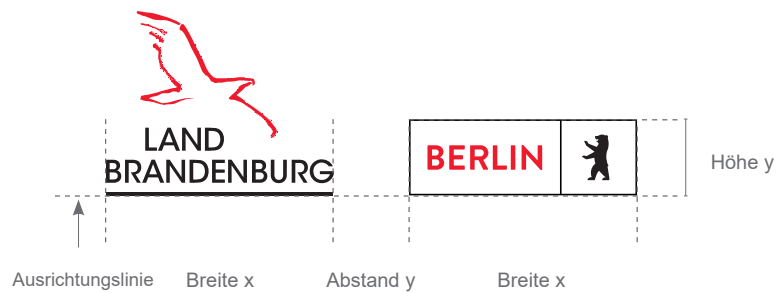 LAND
BRANDENBURG
BERLIN
Höhe y
Ausrichtungslinie
Breite x
Abstand y
Breite x